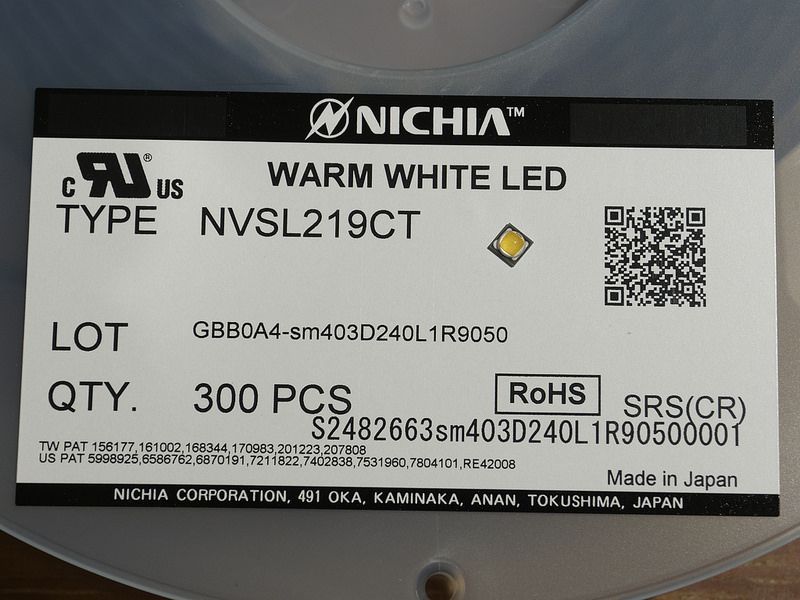 NICHIA™
C RU® US
WARM WHITE LED
TYPE NVSL219CT
LOT GBB0A4-sm403D240L1R9050
QTY. 300 PCS
RoHS SRS(CR)
S2482663sm403D240L1R90500001
TW PAT 156177,161002,168344,170983,201223,207808
US PAT 5998925,6586762,6870191,7211822,7402838,7531960,7804101,RE42008
Made in Japan
NICHIA CORPORATION, 491 OKA, KAMINAKA, ANAN, TOKUSHIMA, JAPAN